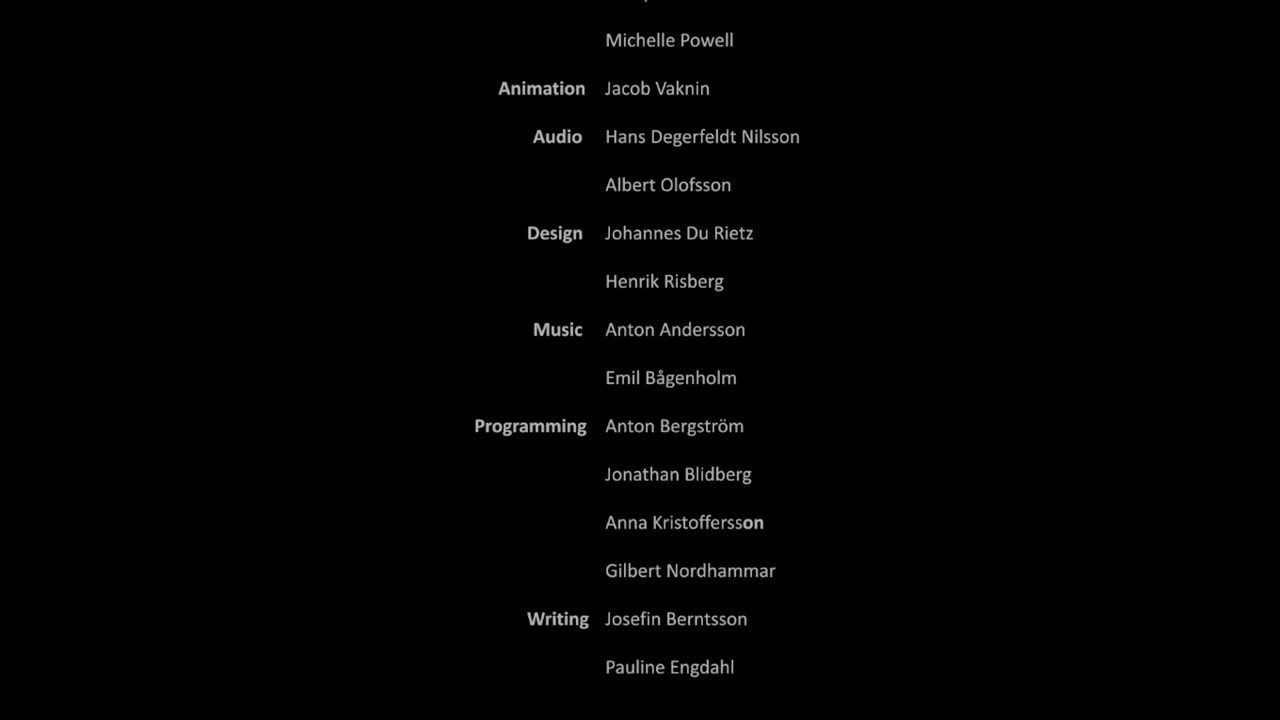 Michelle Powell
Animation Jacob Vaknin
Audio Hans Degerfeldt Nilsson
Albert Olofsson
Design Johannes Du Rietz
Henrik Risberg
Music Anton Andersson
Emil Bågenholm
Programming Anton Bergström
Jonathan Blidberg
Anna Kristoffersson
Gilbert Nordhammar
Writing Josefin Berntsson
Pauline Engdahl